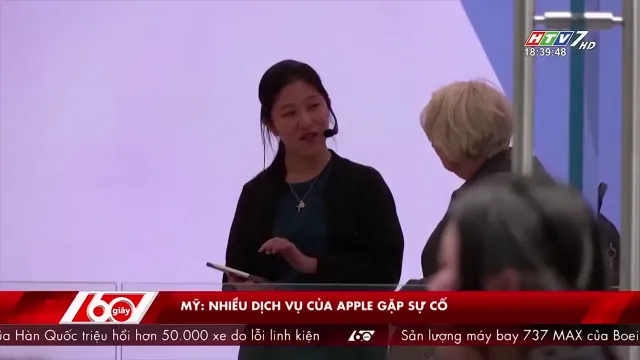 HTV7 HD
18:39:48
60 giây
MỸ: NHIỀU DỊCH VỤ CỦA APPLE GẶP SỰ CỐ
ủa Hàn Quốc triệu hồi hơn 50.000 xe do lỗi linh kiện 60 Sản lượng máy bay 737 MAX của Boei